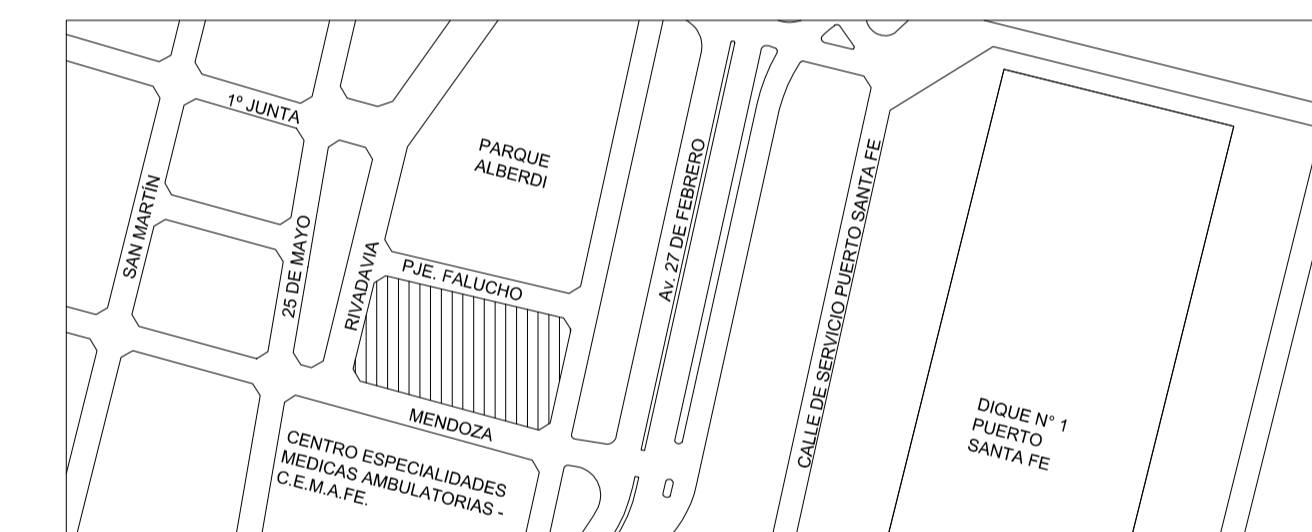 1º JUNTA
PARQUE
ALBERDI
SAN MARTÍN
25 DE MAYO
RIVADAVIA
PJE. FALUCHO
Av. 27 DE FEBRERO
CALLE DE SERVICIO PUERTO SANTA FE
MENDOZA
CENTRO ESPECIALIDADES
MEDICAS AMBULATORIAS -
C.E.M.A.FE.
DIQUE N° 1
PUERTO
SANTA FE